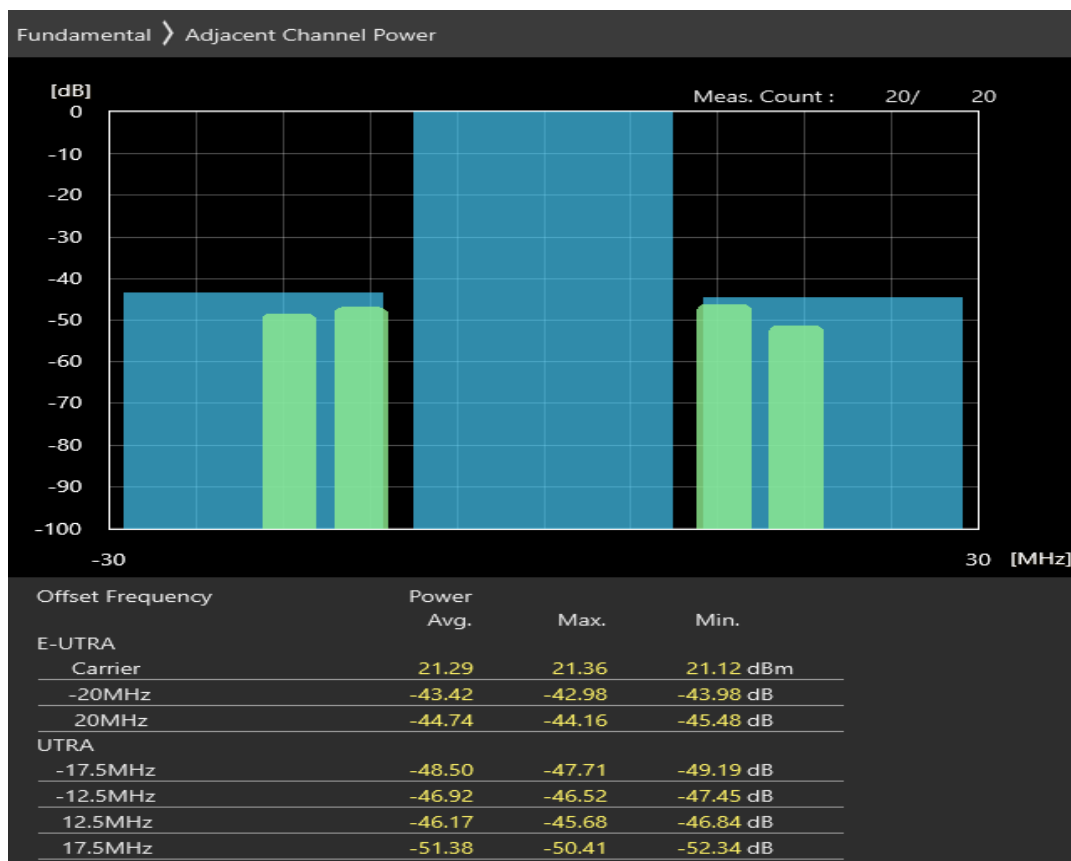 Fundamental 〉 Adjacent Channel Power
[dB]
Meas. Count : 20/ 20
0
-10
-20
-30
-40
-50
-60
-70
-80
-90
-100
-30 30 [MHz]
Offset Frequency Power
Avg. Max. Min.
E-UTRA
Carrier 21.29 21.36 21.12 dBm
-20MHz -43.42 -42.98 -43.98 dB
20MHz -44.74 -44.16 -45.48 dB
UTRA
-17.5MHz -48.50 -47.71 -49.19 dB
-12.5MHz -46.92 -46.52 -47.45 dB
12.5MHz -46.17 -45.68 -46.84 dB
17.5MHz -51.38 -50.41 -52.34 dB